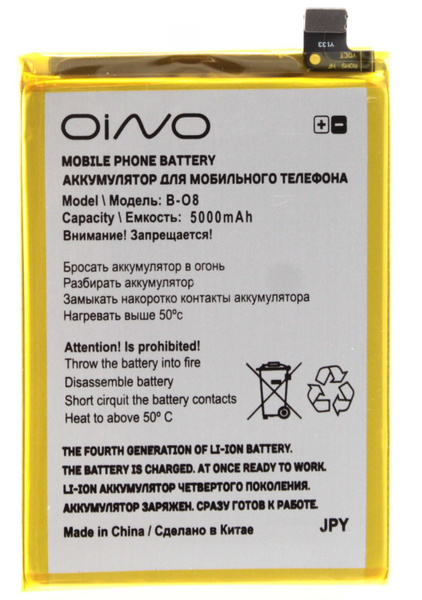 OiNO
MOBILE PHONE BATTERY
АККУМУЛЯТОР ДЛЯ МОБИЛЬНОГО ТЕЛЕФОНА
Model \ Модель: B-O8
Capacity \ Емкость: 5000mAh
Внимание! Запрещается!
Бросать аккумулятор в огонь
Разбирать аккумулятор
Замыкать накоротко контакты аккумулятора
Нагревать выше 50ºс
Attention! Is prohibited!
Throw the battery into fire
Disassemble battery
Short cirquit the battery contacts
Heat to above 50º C
THE FOURTH GENERATION OF LI-ION BATTERY.
THE BATTERY IS CHARGED. AT ONCE READY TO WORK.
LI-ION АККУМУЛЯТОР ЧЕТВЕРТОГО ПОКОЛЕНИЯ.
АККУМУЛЯТОР ЗАРЯЖЕН. СРАЗУ ГОТОВ К РАБОТЕ.
Made in China / Сделано в Китае
JPY